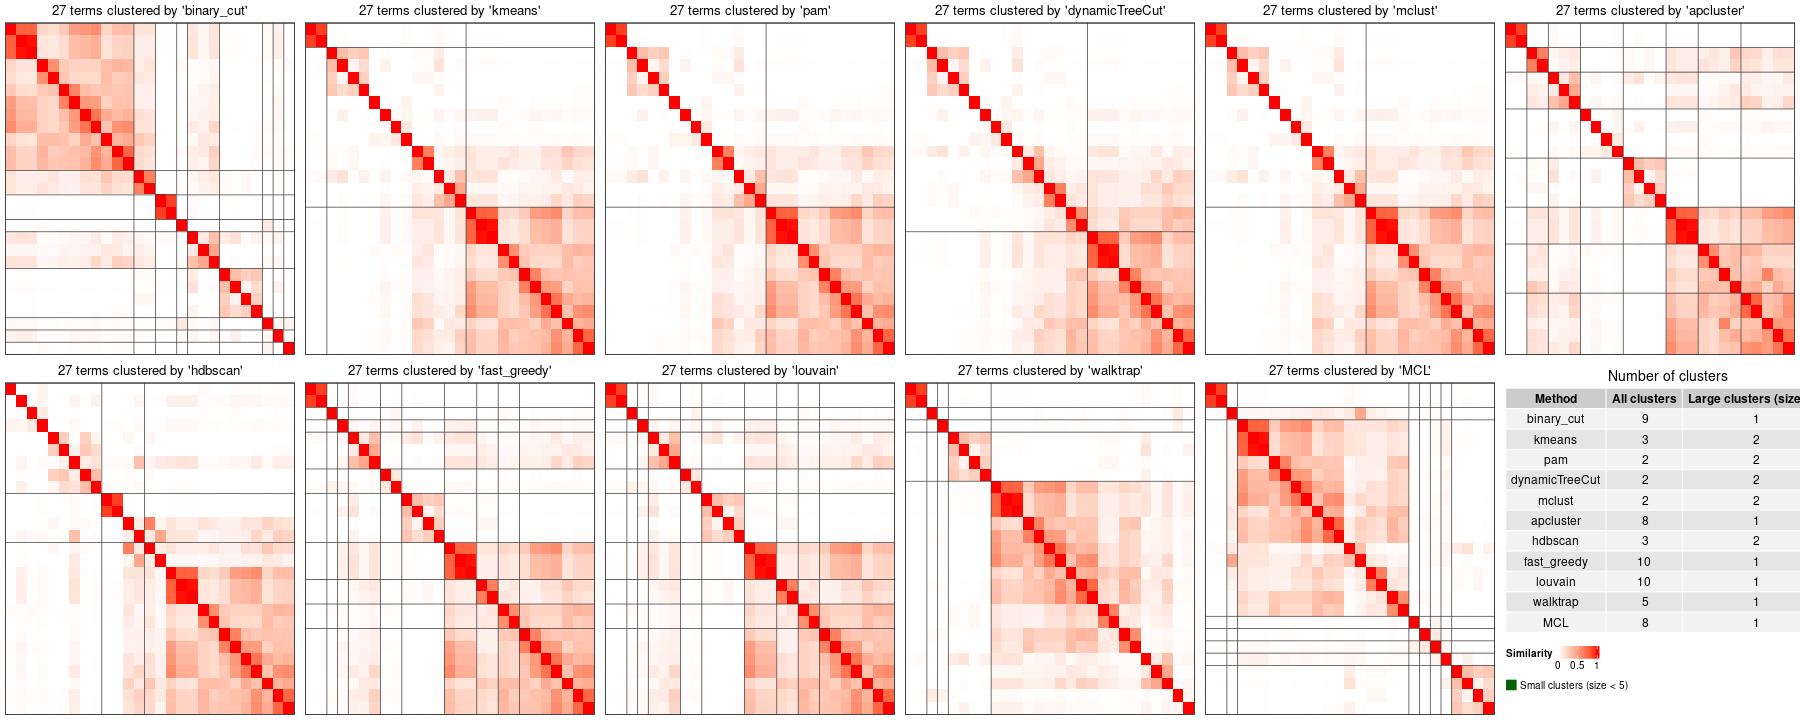 27 terms clustered by 'binary_cut'
27 terms clustered by 'kmeans'
27 terms clustered by 'pam'
27 terms clustered by 'dynamicTreeCut'
27 terms clustered by 'mclust'
27 terms clustered by 'apcluster'
27 terms clustered by 'hdbscan'
27 terms clustered by 'fast_greedy'
27 terms clustered by 'louvain'
27 terms clustered by 'walktrap'
27 terms clustered by 'MCL'
Number of clusters
Method All clusters Large clusters (size
binary_cut 9 1
kmeans 3 2
pam 2 2
dynamicTreeCut 2 2
mclust 2 2
apcluster 8 1
hdbscan 3 2
fast_greedy 10 1
louvain 10 1
walktrap 5 1
MCL 8 1
Similarity
0 0.5 1
Small clusters (size < 5)